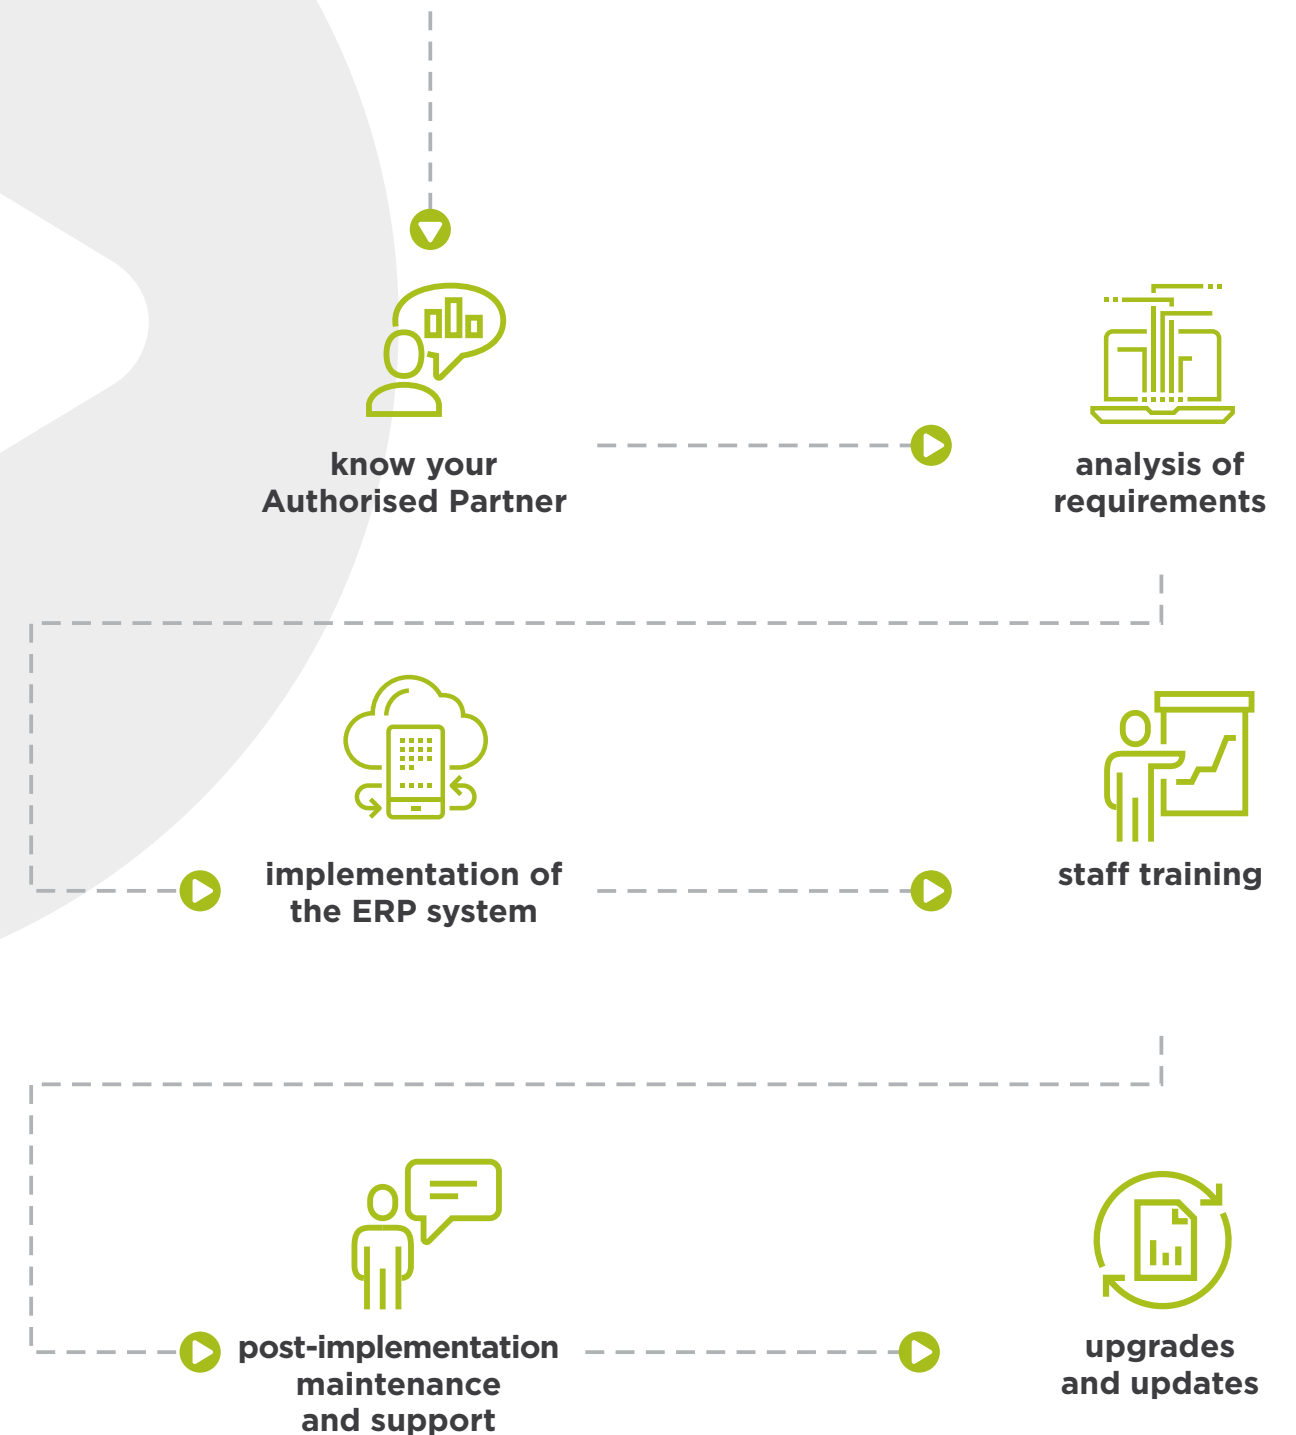 know your
Authorised Partner
analysis of
requirements
implementation of
the ERP system
staff training
post-implementation
maintenance
and support
upgrades
and updates